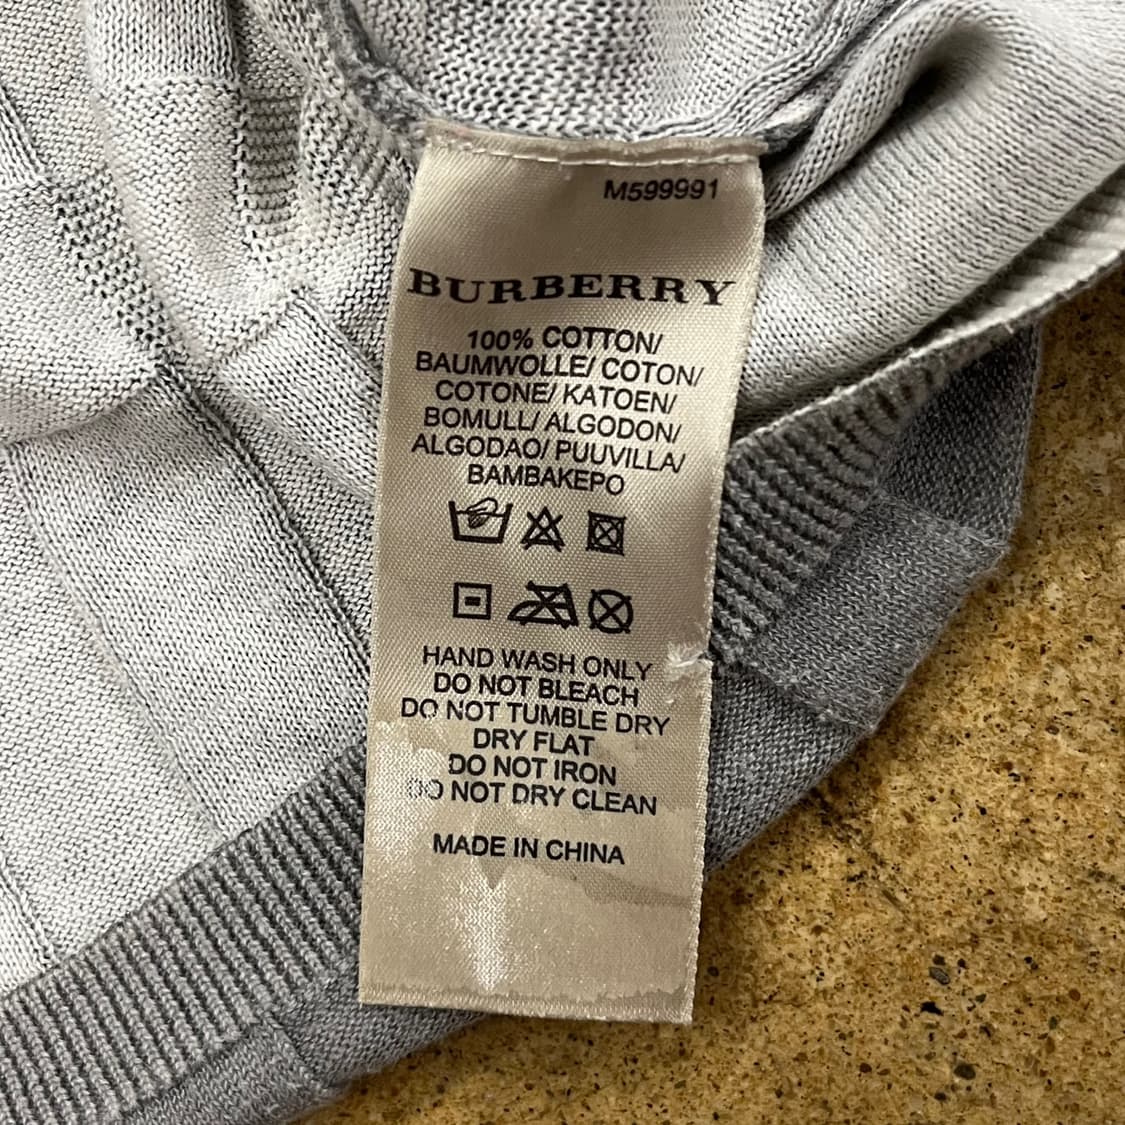 M599991
BURBERRY
100% COTTON/
BAUMWOLLE/ COTON/
COTONE/ KATOEN/
BOMULL/ ALGODON/
ALGODAO/ PUUVILLA/
BAMBAKEPO
HAND WASH ONLY
DO NOT BLEACH
DO NOT TUMBLE DRY
DRY FLAT
DO NOT IRON
DO NOT DRY CLEAN
MADE IN CHINA